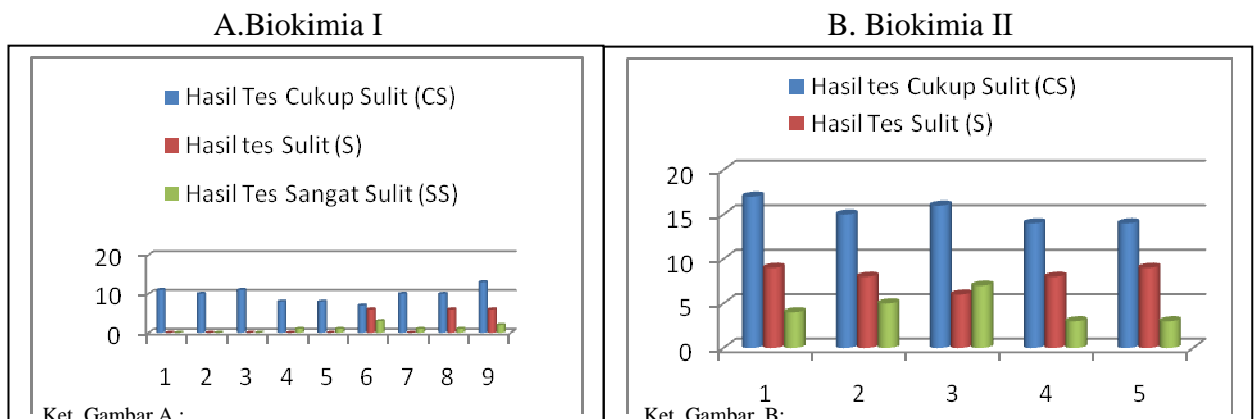 A.Biokimia I
Hasil Tes Cukup Sulit (CS)
Hasil tes Sulit (S)
Hasil Tes Sangat Sulit (SS)
20
10
0
1 2 3 4 5 6 7 8 9
Ket. Gambar A :
B. Biokimia II
Hasil tes Cukup Sulit (CS)
Hasil Tes Sulit (S)
20
15
10
5
0
1 2 3 4 5
Ket. Gambar B: